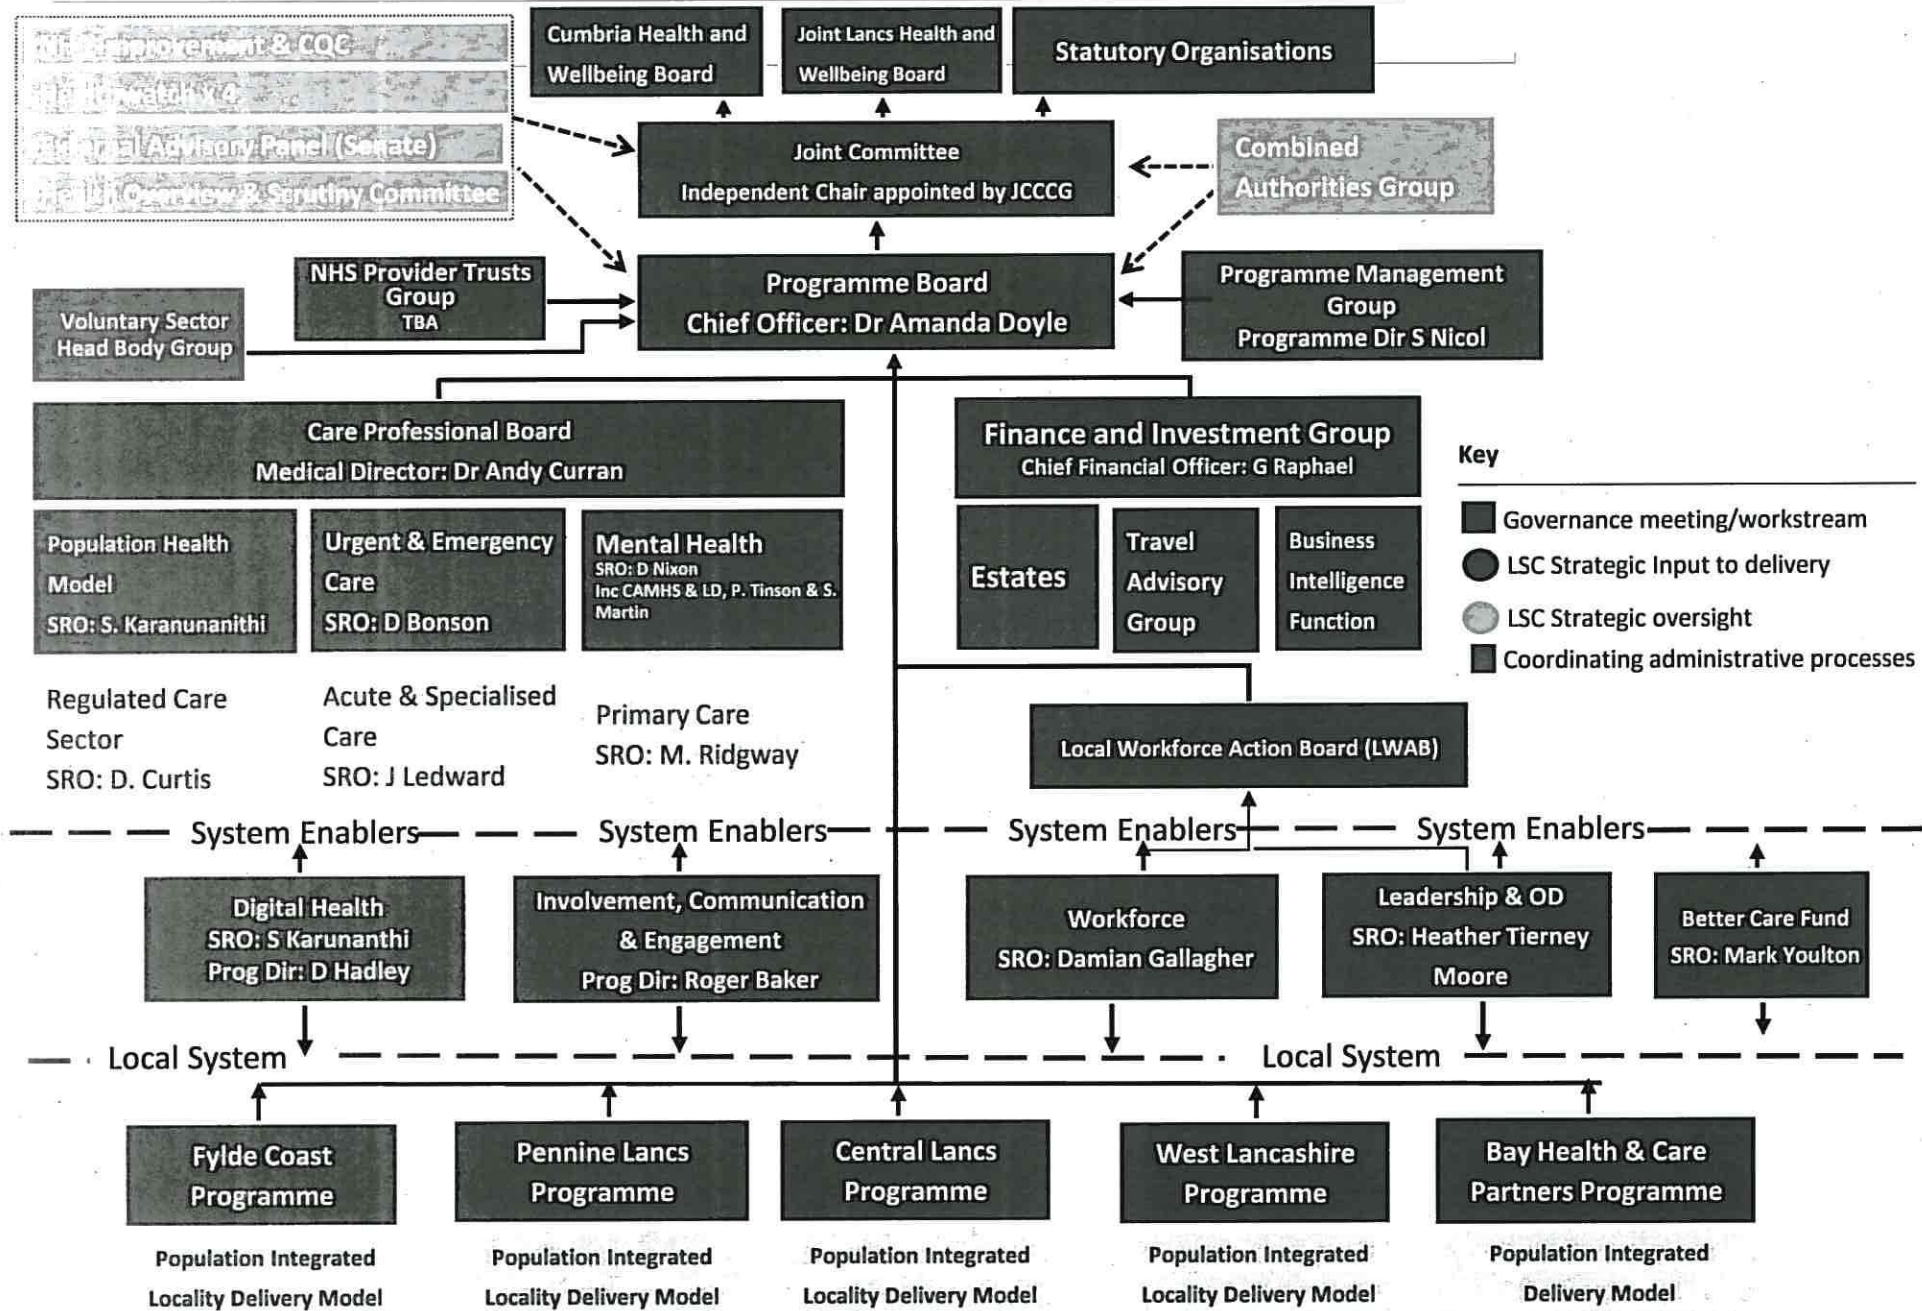 Improvement & CQC
Advisory Panel (Senate)
Overview & Scrutiny Committee
Cumbria Health and
Wellbeing Board
Joint Lancs Health and
Wellbeing Board
Statutory Organisations
Joint Committee
Independent Chair appointed by JCCCG
Combined
Authorities Group
NHS Provider Trusts
Group
TBA
Voluntary Sector
Head Body Group
Programme Board
Chief Officer: Dr Amanda Doyle
Programme Management
Group
Programme Dir S Nicol
Care Professional Board
Medical Director: Dr Andy Curran
Finance and Investment Group
Chief Financial Officer: G Raphael
Key
Governance meeting/workstream
LSC Strategic Input to delivery
LSC Strategic oversight
Coordinating administrative processes
Population Health
Model
SRO: S. Karanunanithi
Urgent & Emergency
Care
SRO: D Bonson
Mental Health
SRO: D Nixon
Inc CAMHS & LD, P. Tinson & S.
Martin
Estates
Travel
Advisory
Group
Business
Intelligence
Function
Regulated Care
Sector
SRO: D. Curtis
Acute & Specialised
Care
SRO: J Ledward
Primary Care
SRO: M. Ridgway
Local Workforce Action Board (LWAB)
System Enablers
System Enablers
System Enablers
System Enablers
Digital Health
SRO: S Karunanthi
Prog Dir: D Hadley
Involvement, Communication
& Engagement
Prog Dir: Roger Baker
Workforce
SRO: Damian Gallagher
Leadership & OD
SRO: Heather Tierney
Moore
Better Care Fund
SRO: Mark Youlton
Local System
Local System
Fylde Coast
Programme
Pennine Lancs
Programme
Central Lancs
Programme
West Lancashire
Programme
Bay Health & Care
Partners Programme
Population Integrated
Locality Delivery Model
Population Integrated
Locality Delivery Model
Population Integrated
Locality Delivery Model
Population Integrated
Locality Delivery Model
Population Integrated
Delivery Model